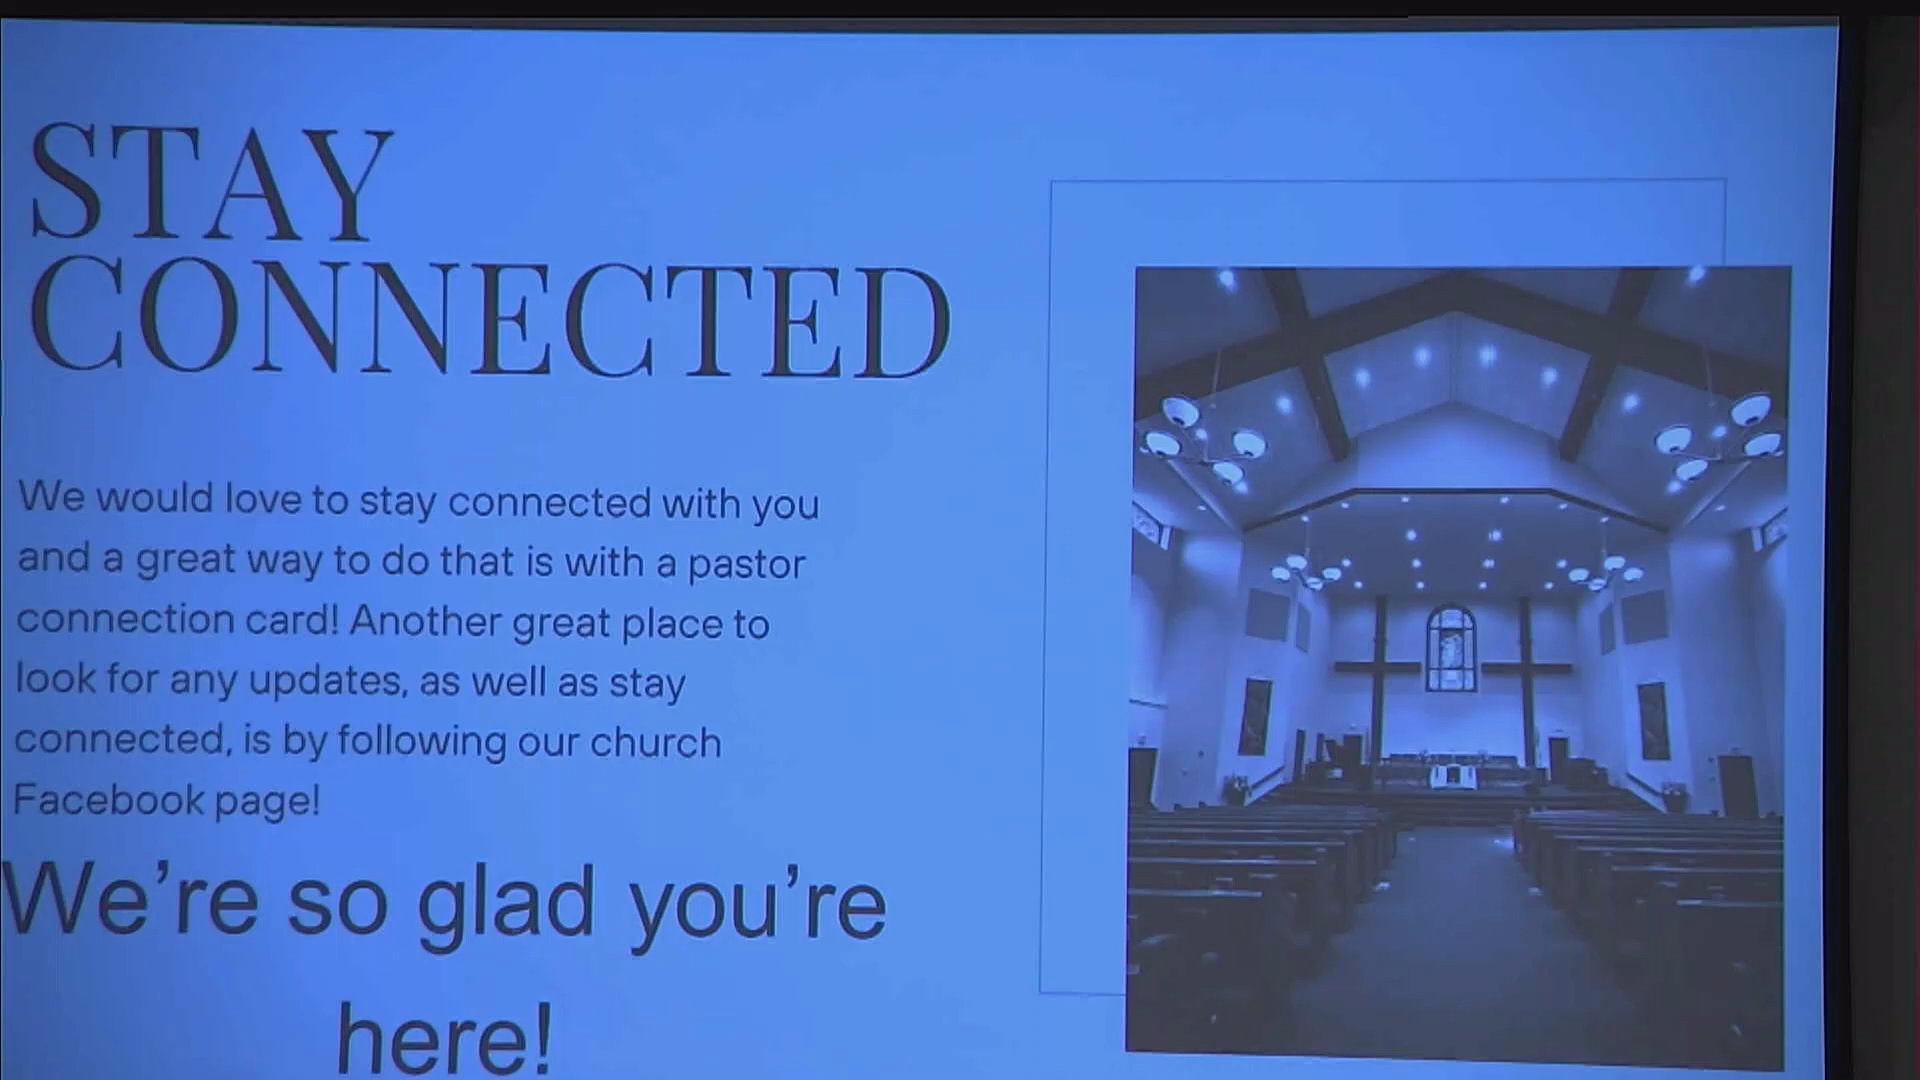 STAY
CONNECTED
We would love to stay connected with you
and a great way to do that is with a pastor
connection card! Another great place to
look for any updates, as well as stay
connected, is by following our church
Facebook page!
We’re so glad you’re
here!